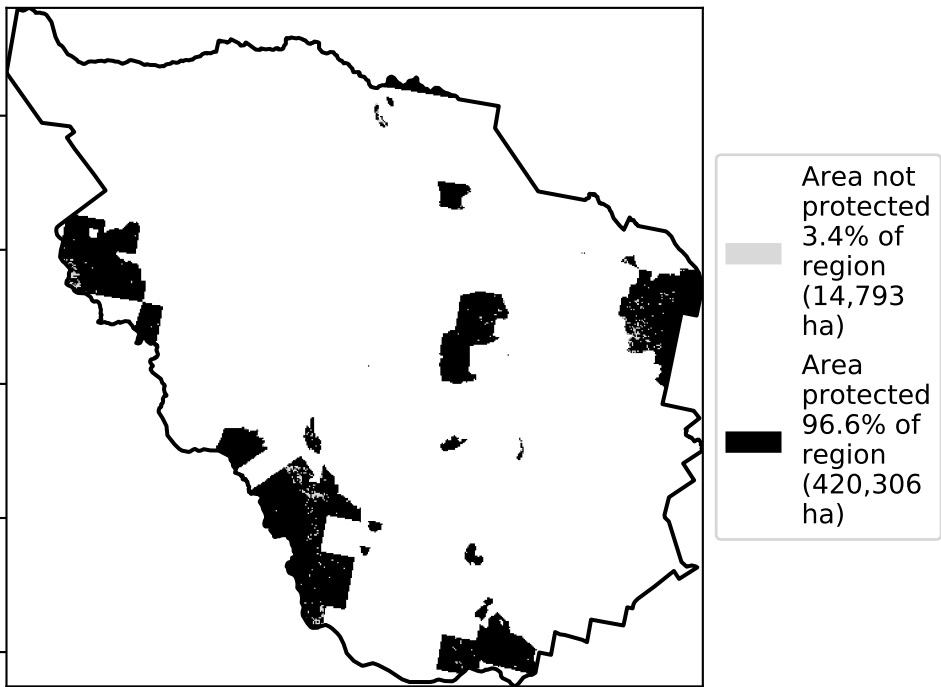 Area not
protected
3.4% of
region
(14,793
ha)
Area
protected
96.6% of
region
(420,306
ha)